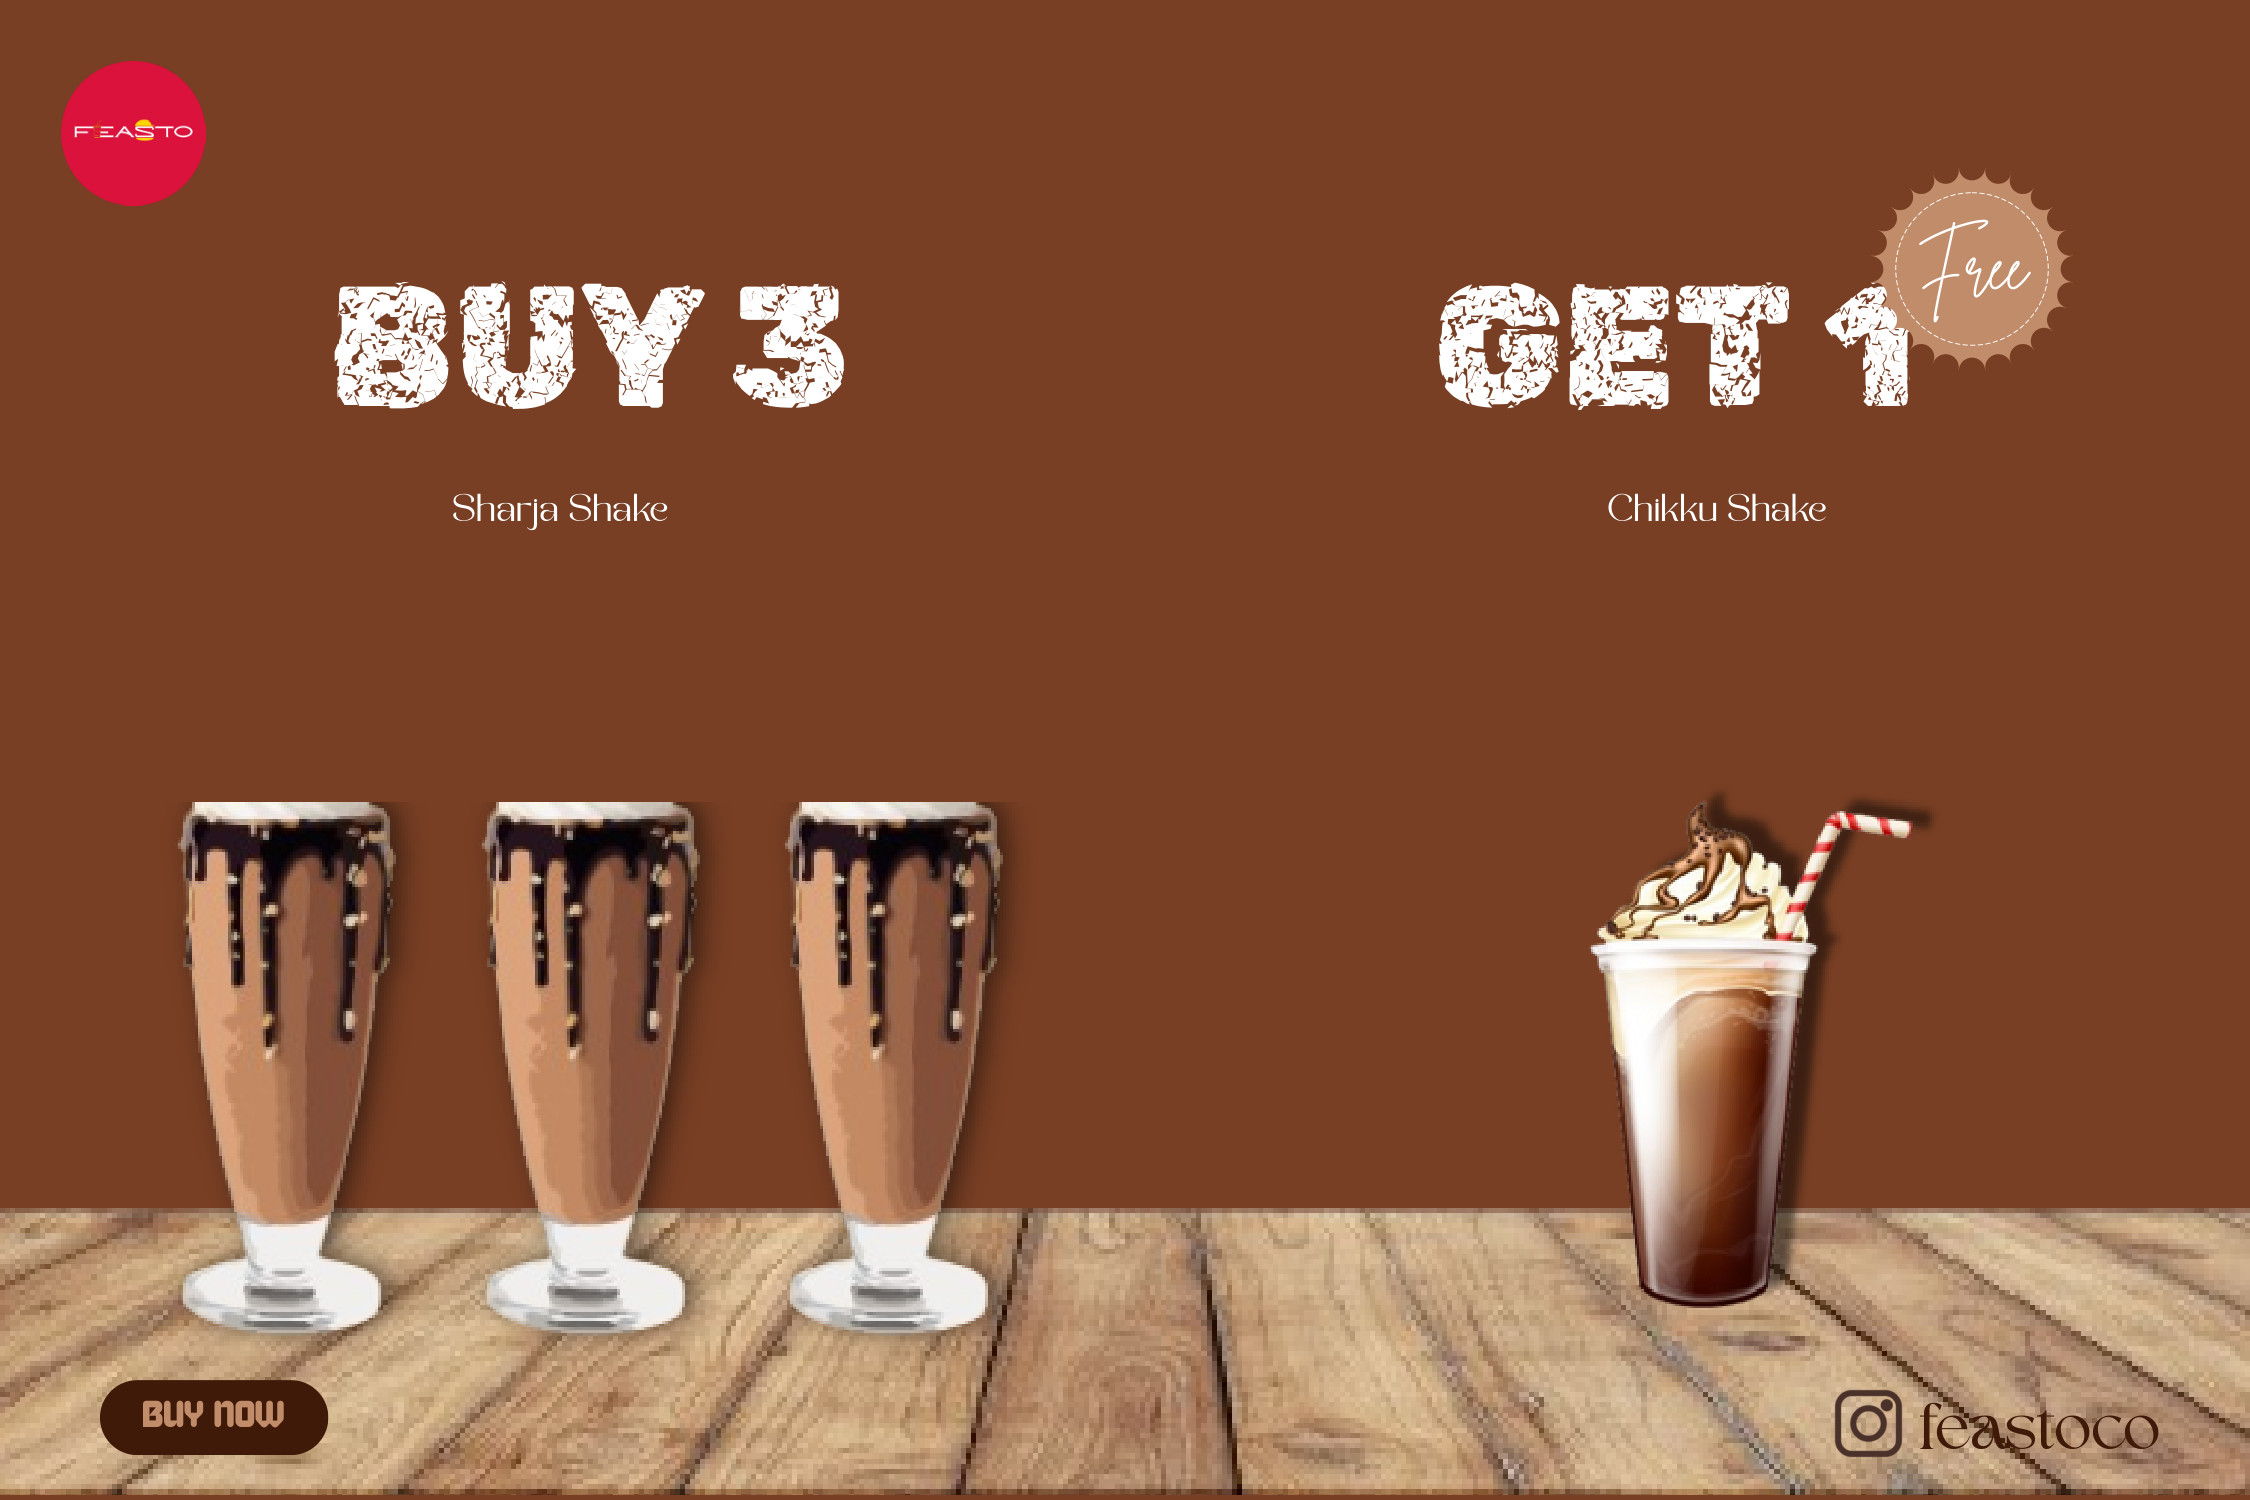 FEASTO
BUY 3
Sharja Shake
GET 1
Free
Chikku Shake
BUY NOW
feastoco